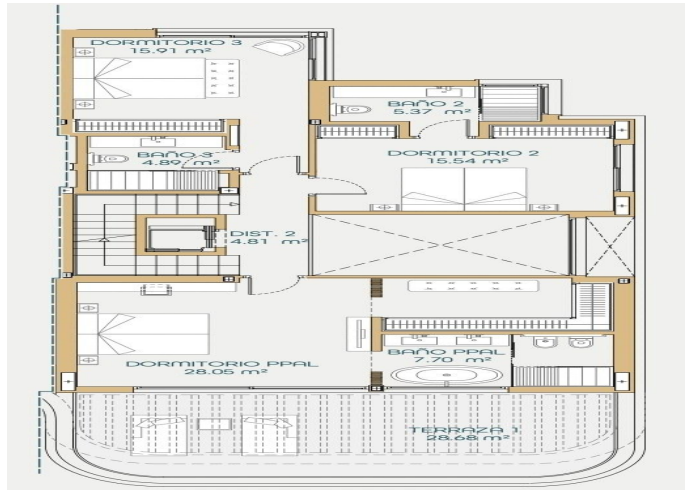 DORMITORIO 3
15.91 m²
BAÑO 2
5.37 m²
BAÑO 3
4.89 m²
DORMITORIO 2
15.54 m²
DIST. 2
4.81 m²
DORMITORIO PPAL
28.05 m²
BAÑO PPAL
7.70 m²
TERRAZA 1
28.68 m²